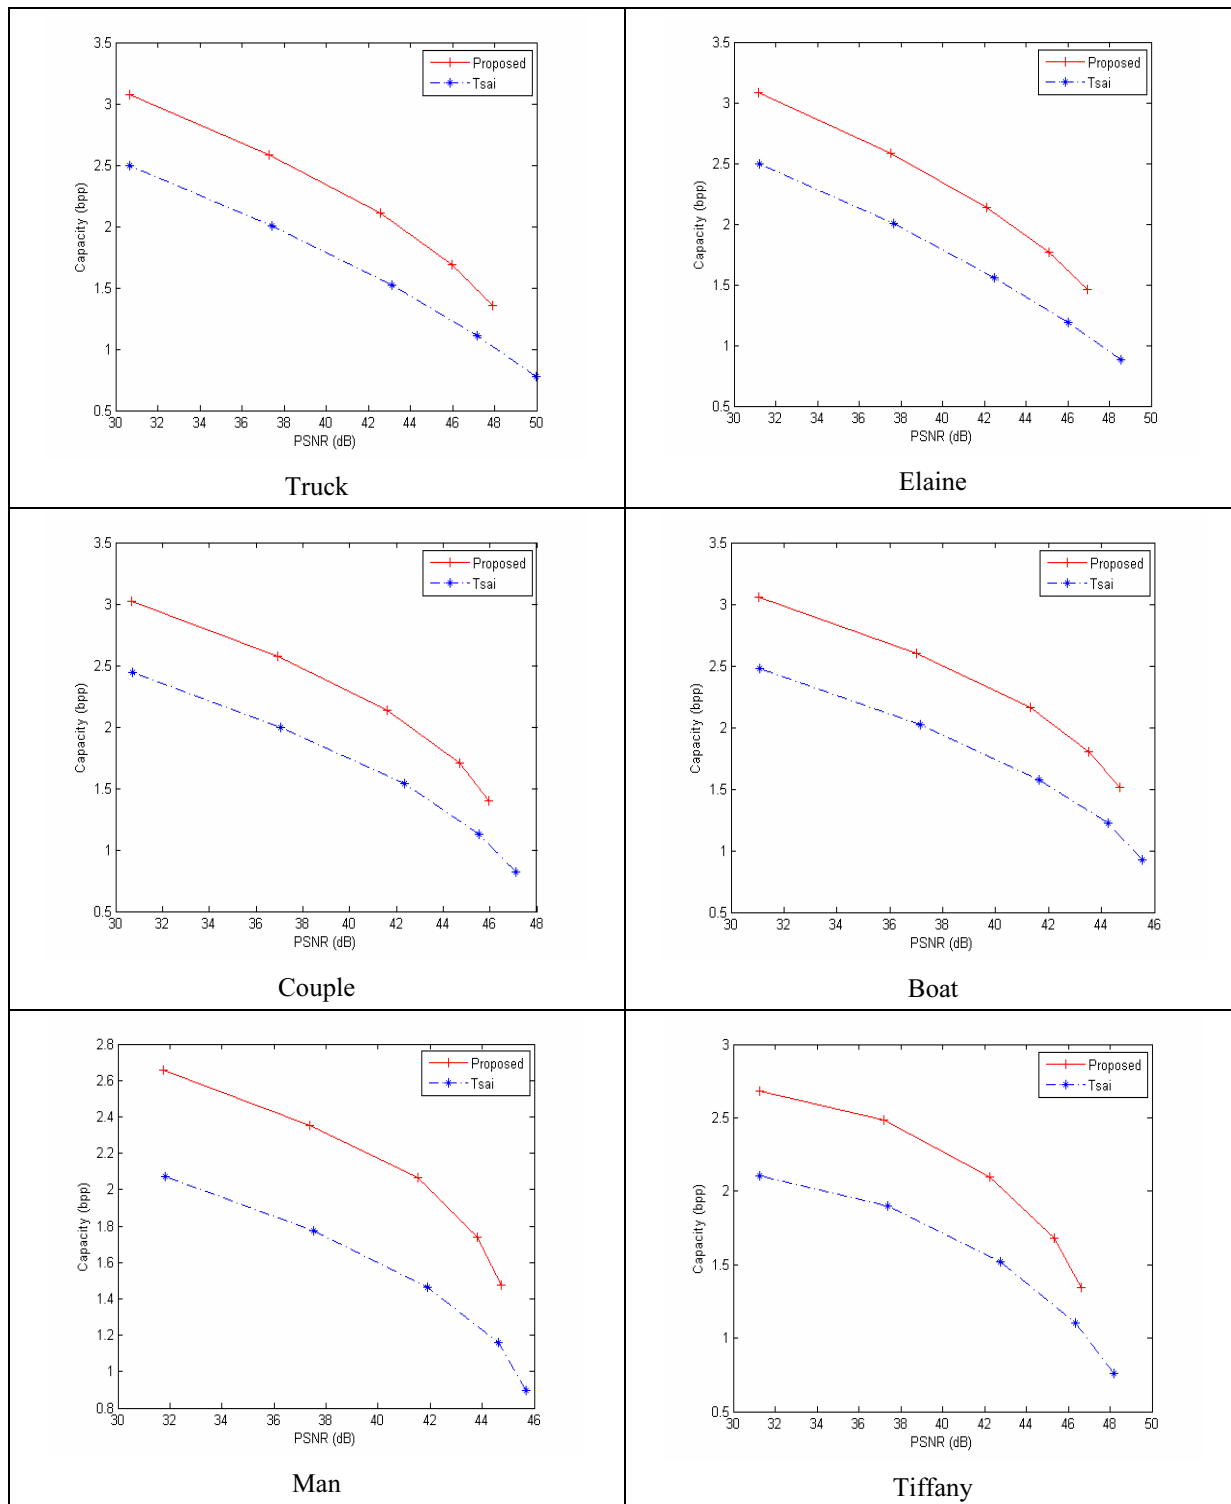 3.5
3
2.5
2
1.5
1
0.5
Capacity (bpp)
30 32 34 36 38 40 42 44 46 48 50
PSNR (dB)
Proposed
Tsai
Truck
3.5
3
2.5
2
1.5
1
0.5
Capacity (bpp)
30 32 34 36 38 40 42 44 46 48 50
PSNR (dB)
Proposed
Tsai
Elaine
3.5
3
2.5
2
1.5
1
0.5
Capacity (bpp)
30 32 34 36 38 40 42 44 46 48
PSNR (dB)
Proposed
Tsai
Couple
3.5
3
2.5
2
1.5
1
0.5
Capacity (bpp)
30 32 34 36 38 40 42 44 46
PSNR (dB)
Proposed
Tsai
Boat
2.8
2.6
2.4
2.2
2
1.8
1.6
1.4
1.2
1
0.8
Capacity (bpp)
30 32 34 36 38 40 42 44 46
PSNR (dB)
Proposed
Tsai
Man
3
2.5
2
1.5
1
0.5
Capacity (bpp)
30 32 34 36 38 40 42 44 46 48 50
PSNR (dB)
Proposed
Tsai
Tiffany